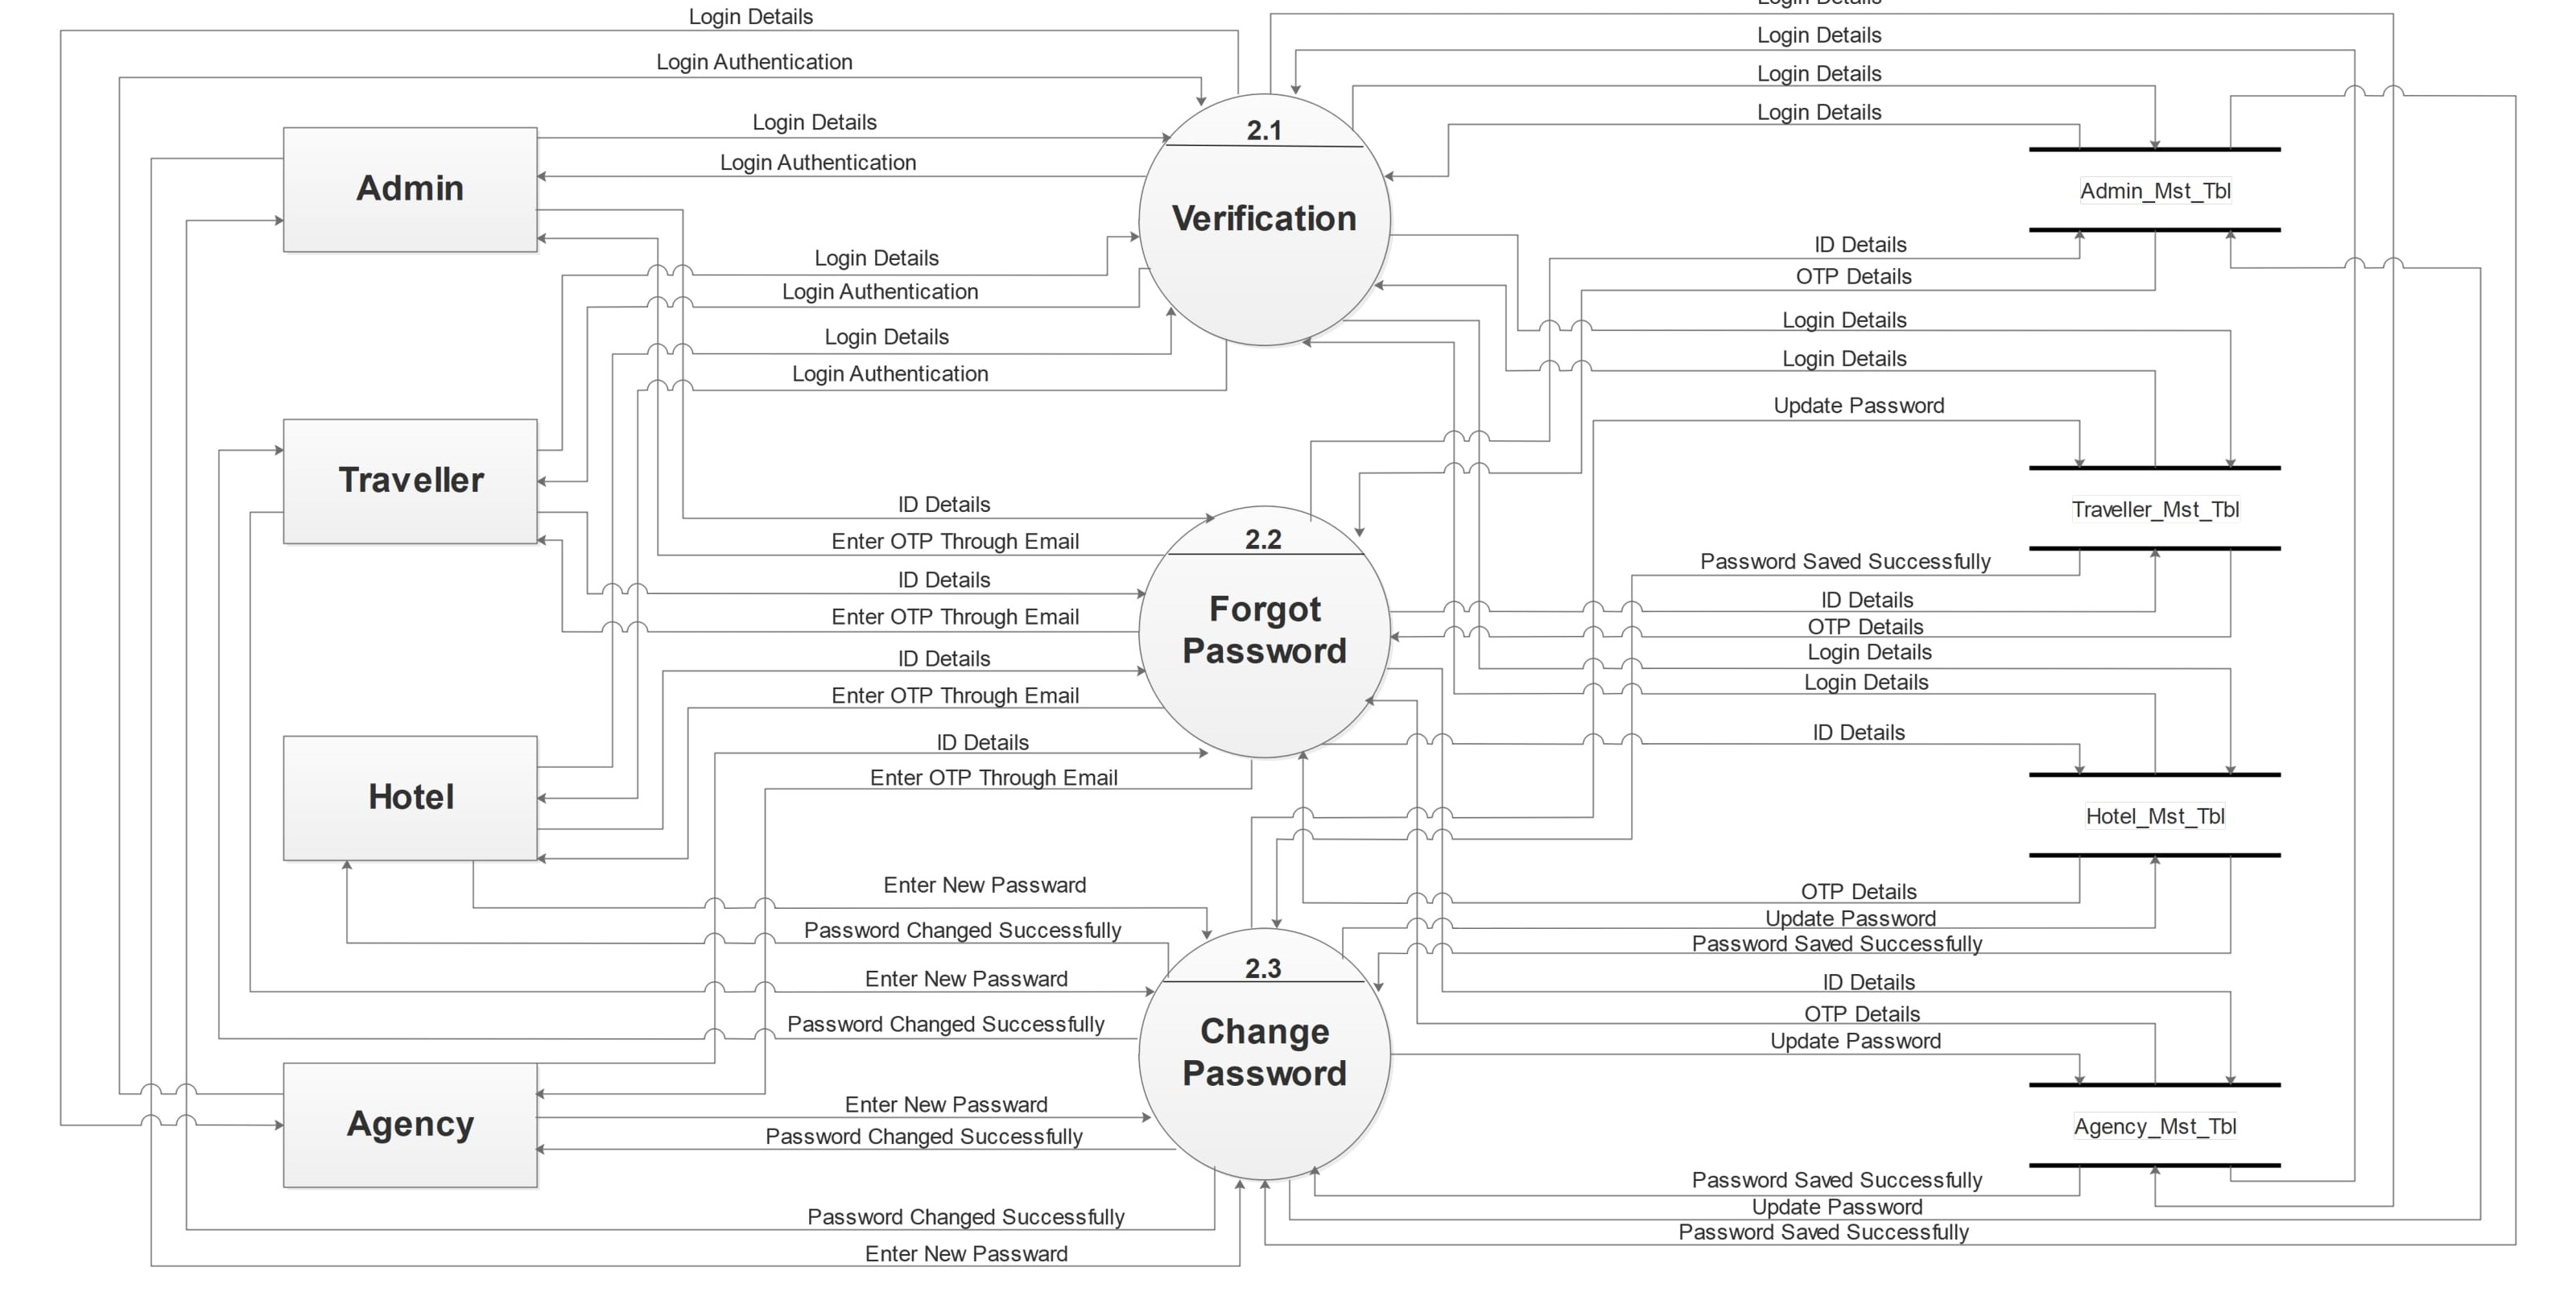 Login Details
Login Details
Login Details
Login Authentication
Login Details
Login Details
Login Details
Login Authentication
2.1
Verification
Admin
Admin_Mst_Tbl
Login Details
Login Authentication
Login Details
Login Authentication
ID Details
OTP Details
Login Details
Login Details
Update Password
Traveller
Traveller_Mst_Tbl
ID Details
Enter OTP Through Email
ID Details
Enter OTP Through Email
ID Details
Enter OTP Through Email
ID Details
Enter OTP Through Email
2.2
Forgot
Password
Password Saved Successfully
ID Details
OTP Details
Login Details
Login Details
ID Details
Hotel
Hotel_Mst_Tbl
Enter New Passward
Password Changed Successfully
Enter New Passward
Password Changed Successfully
2.3
Change
Password
OTP Details
Update Password
Password Saved Successfully
ID Details
OTP Details
Update Password
Agency
Agency_Mst_Tbl
Enter New Passward
Password Changed Successfully
Password Changed Successfully
Enter New Passward
Password Saved Successfully
Update Password
Password Saved Successfully